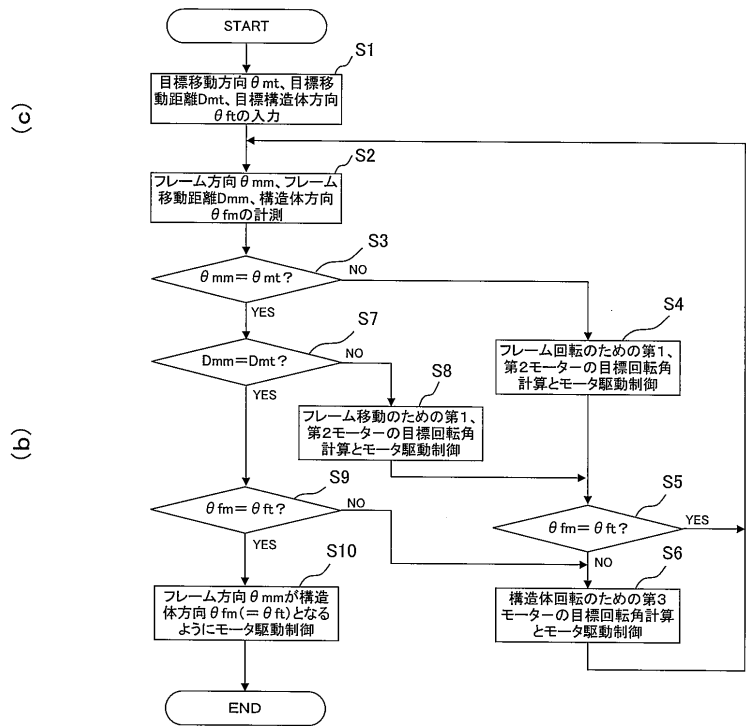 START
S1
目標移動方向θmt、目標移
動距離Dmt、目標構造体方向
θftの入力
(c)
S2
フレーム方向θmm、フレーム
移動距離Dmm、構造体方向
θfmの計測
S3
θmm=θmt?
NO
YES
S4
フレーム回転のための第1、
第2モーターの目標回転角
計算とモータ駆動制御
S7
Dmm=Dmt?
NO
YES
S8
フレーム移動のための第1、
第2モーターの目標回転角
計算とモータ駆動制御
(b)
S9
θfm=θft?
NO
YES
S5
θfm=θft?
YES
NO
S10
フレーム方向θmmが構造
体方向θfm(=θft)となる
ようにモータ駆動制御
S6
構造体回転のための第3
モーターの目標回転角計算
とモータ駆動制御
END